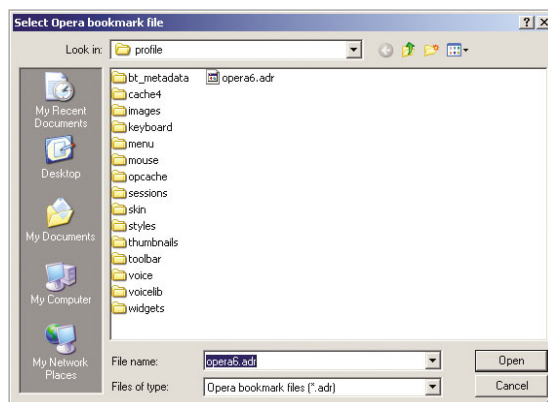 Select Opera bookmark file
Look in: profile
My Recent Documents
Desktop
My Documents
My Computer
My Network Places
bt_metadata
cache4
images
keyboard
menu
mouse
opcache
sessions
skin
styles
thumbnails
toolbar
voice
voicelib
widgets
opera6.adr
File name: opera6.adr
Open
Files of type: Opera bookmark files (*.adr)
Cancel